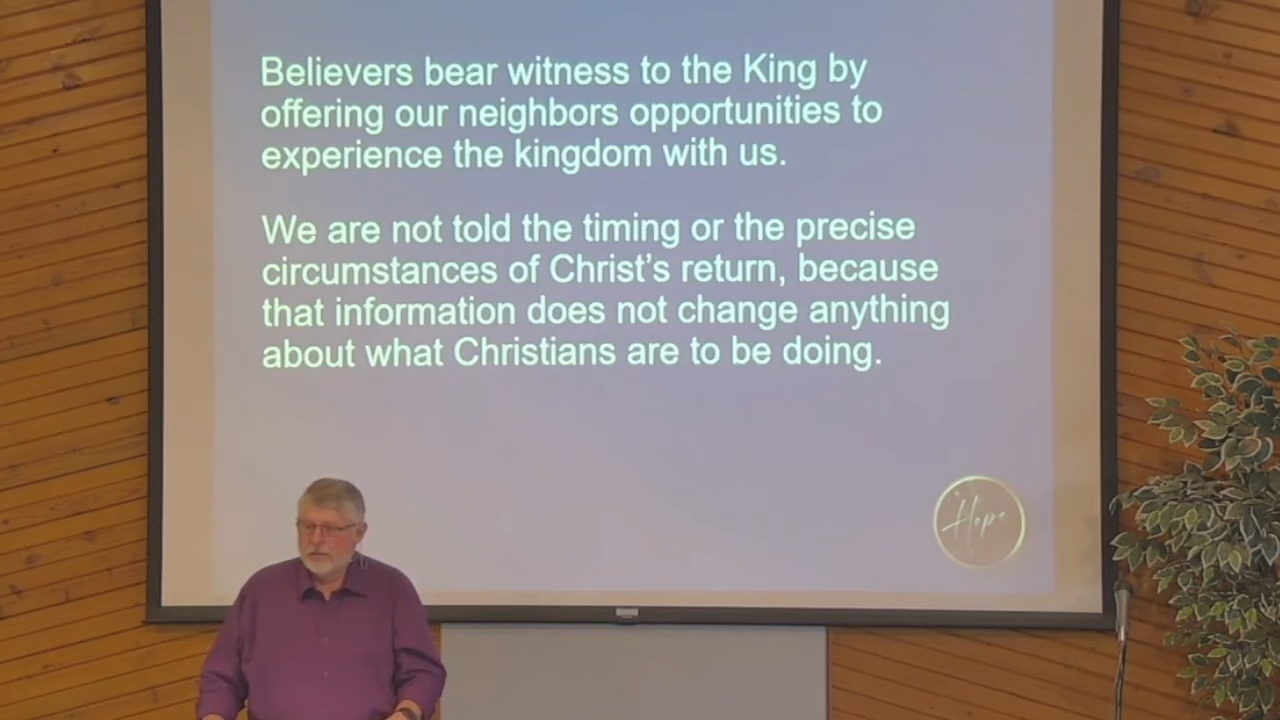 Believers bear witness to the King by
offering our neighbors opportunities to
experience the kingdom with us.
We are not told the timing or the precise
circumstances of Christ’s return, because
that information does not change anything
about what Christians are to be doing.
Hope